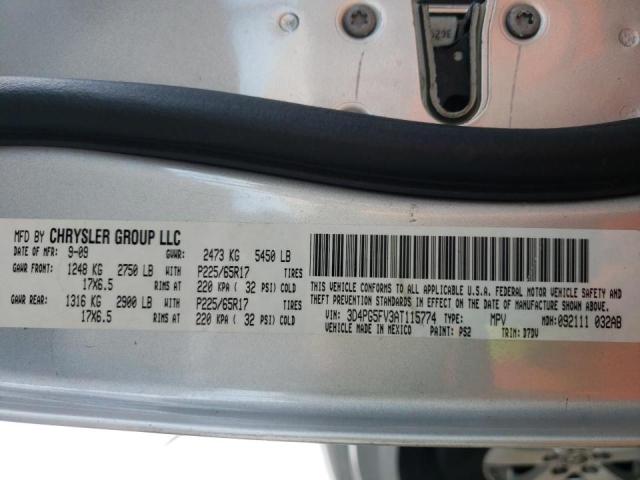 362IE
MFD BY CHRYSLER GROUP LLC
DATE OF MFR: 9-09 GVWR: 2473 KG 5450 LB
GAWR FRONT: 1248 KG 2750 LB WITH P225/65R17 TIRES
17X6.5 RIMS AT 220 KPA ( 32 PSI) COLD
GAWR REAR: 1316 KG 2900 LB WITH P225/65R17 TIRES
17X6.5 RIMS AT 220 KPA ( 32 PSI) COLD
THIS VEHICLE CONFORMS TO ALL APPLICABLE U.S.A. FEDERAL MOTOR VEHICLE SAFETY AND
THEFT PREVENTION STANDARDS IN EFFECT ON THE DATE OF MANUFACTURE SHOWN ABOVE.
VIN: 3D4PG5FV3AT115774 TYPE: MPV MDH: 092111 032AB
VEHICLE MADE IN MEXICO PAINT: PS2 TRIM: D7DV